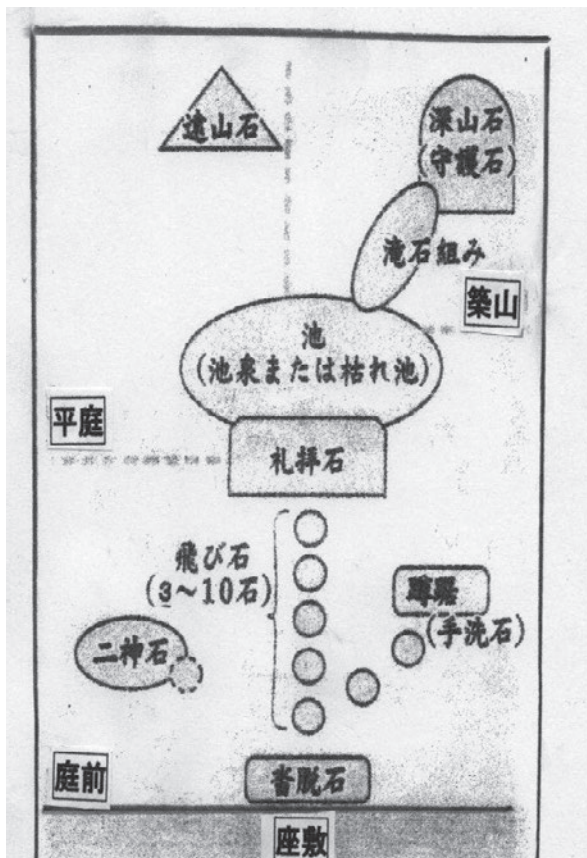 遠山石
深山石
(守護石)
滝石組み
築山
池
(池泉または枯れ池)
平庭
礼拝石
飛び石
(3〜10石)
蹲踞
(手洗石)
二神石
庭前
沓脱石
座敷